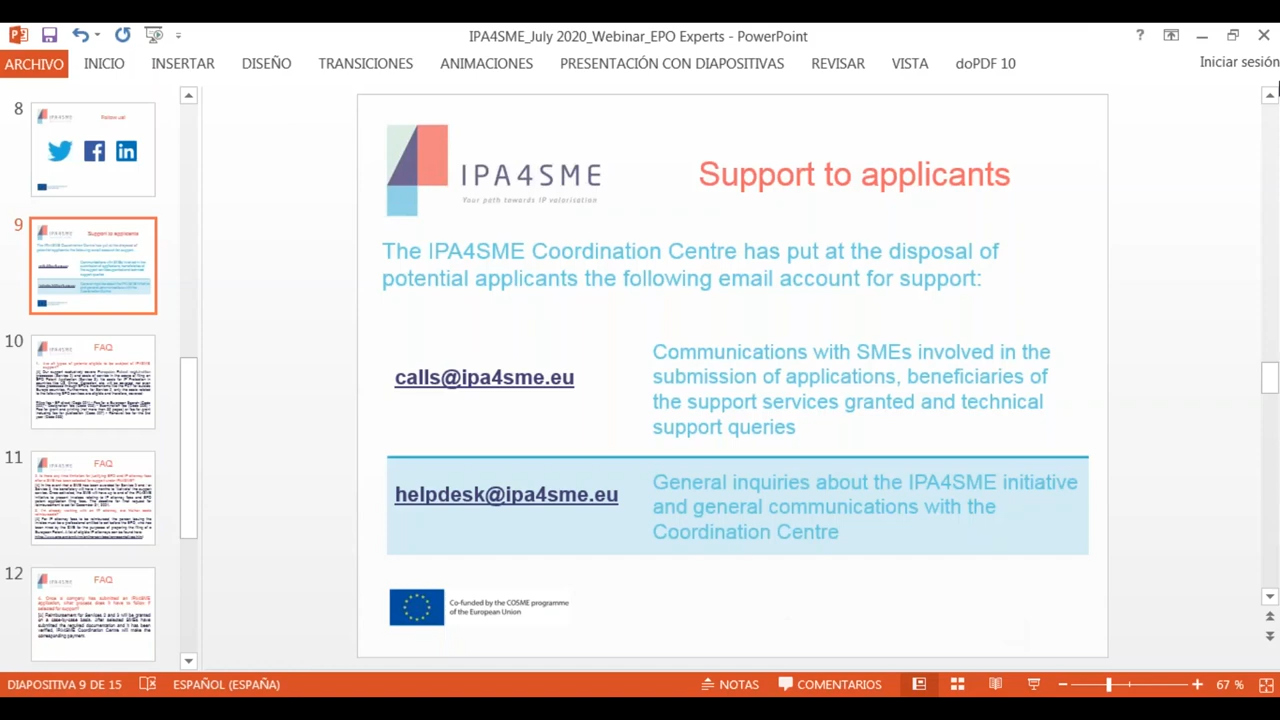 IPA4SME_July 2020_Webinar_EPO Experts - PowerPoint
ARCHIVO INICIO INSERTAR DISEÑO TRANSICIONES ANIMACIONES PRESENTACIÓN CON DIAPOSITIVAS REVISAR VISTA doPDF 10 Iniciar sesión
8
Follow us!
9
Support to applicants
10
FAQ
11
FAQ
12
FAQ
IPA4SME
Your path towards IP valorisation
Support to applicants
The IPA4SME Coordination Centre has put at the disposal of
potential applicants the following email account for support:
calls@ipa4sme.eu
Communications with SMEs involved in the
submission of applications, beneficiaries of
the support services granted and technical
support queries
helpdesk@ipa4sme.eu
General inquiries about the IPA4SME initiative
and general communications with the
Coordination Centre
Co-funded by the COSME programme
of the European Union
DIAPOSITIVA 9 DE 15 ESPAÑOL (ESPAÑA) NOTAS COMENTARIOS 67 %